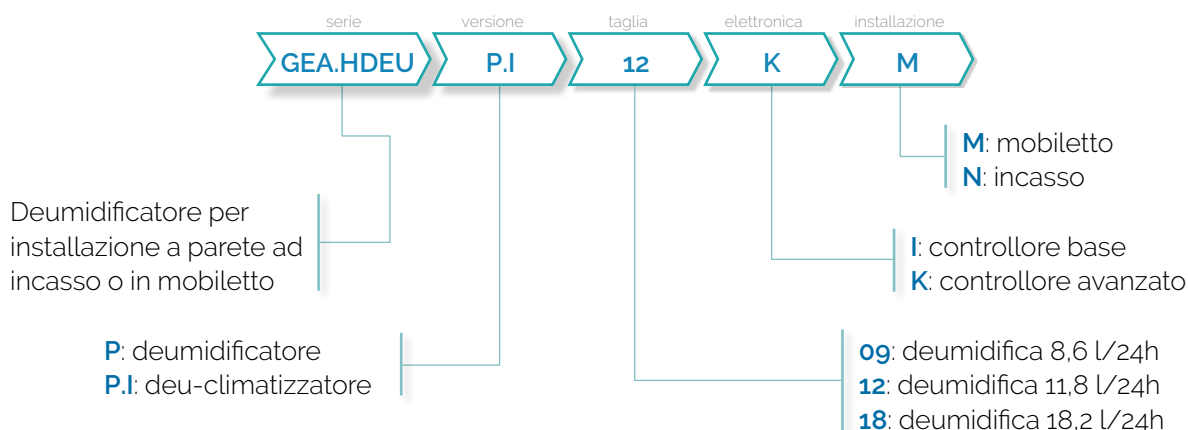 serie versione taglia elettronica installazione
GEA.HDEU P.I 12 K M
M: mobiletto
N: incasso
Deumidificatore per
installazione a parete ad
incasso o in mobiletto
I: controllore base
K: controllore avanzato
P: deumidificatore
P.I: deu-climatizzatore
09: deumidifica 8,6 l/24h
12: deumidifica 11,8 l/24h
18: deumidifica 18,2 l/24h